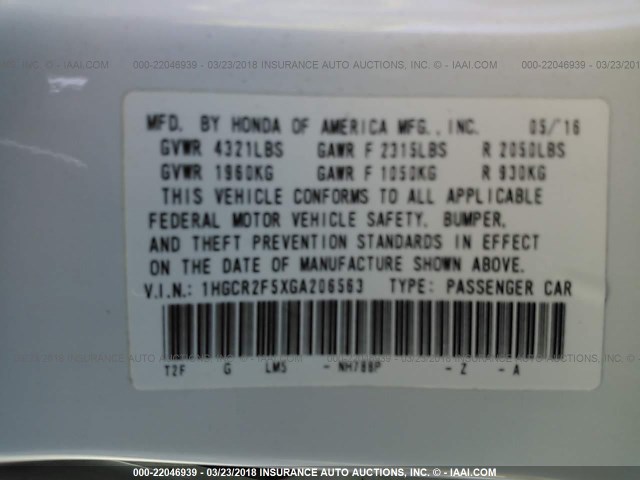 000-22046939 - 03/23/2018 INSURANCE AUTO AUCTIONS, INC. © - IAAI.COM
MFD. BY HONDA OF AMERICA MFG., INC. 05/16
GVWR 4321LBS GAWR F 2315LBS R 2050LBS
GVWR 1960KG GAWR F 1050KG R 930KG
THIS VEHICLE CONFORMS TO ALL APPLICABLE
FEDERAL MOTOR VEHICLE SAFETY, BUMPER,
AND THEFT PREVENTION STANDARDS IN EFFECT
ON THE DATE OF MANUFACTURE SHOWN ABOVE.
V.I.N.: 1HGCR2F5XGA206563 TYPE: PASSENGER CAR
T2F G LM5 - NH788P - Z - A
000-22046939 - 03/23/2018 INSURANCE AUTO AUCTIONS, INC. © - IAAI.COM